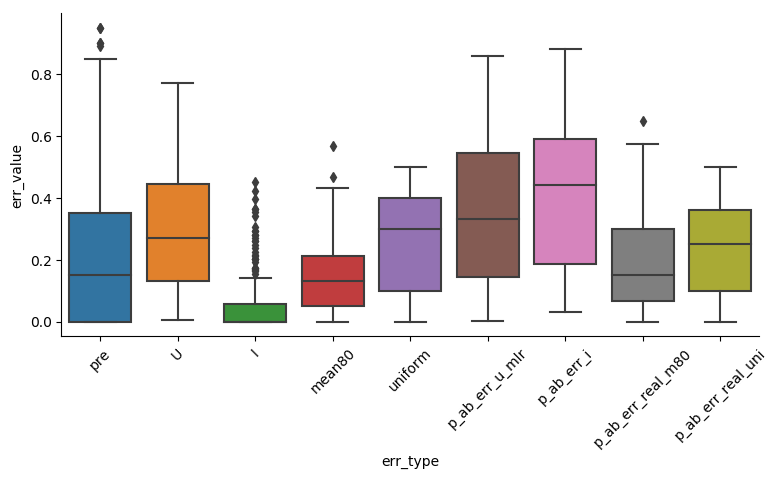 err_value
0.8
0.6
0.4
0.2
0.0
pre
U
I
mean80
uniform
p_ab_err_u_mlr
p_ab_err_i
p_ab_err_real_m80
p_ab_err_real_uni
err_type